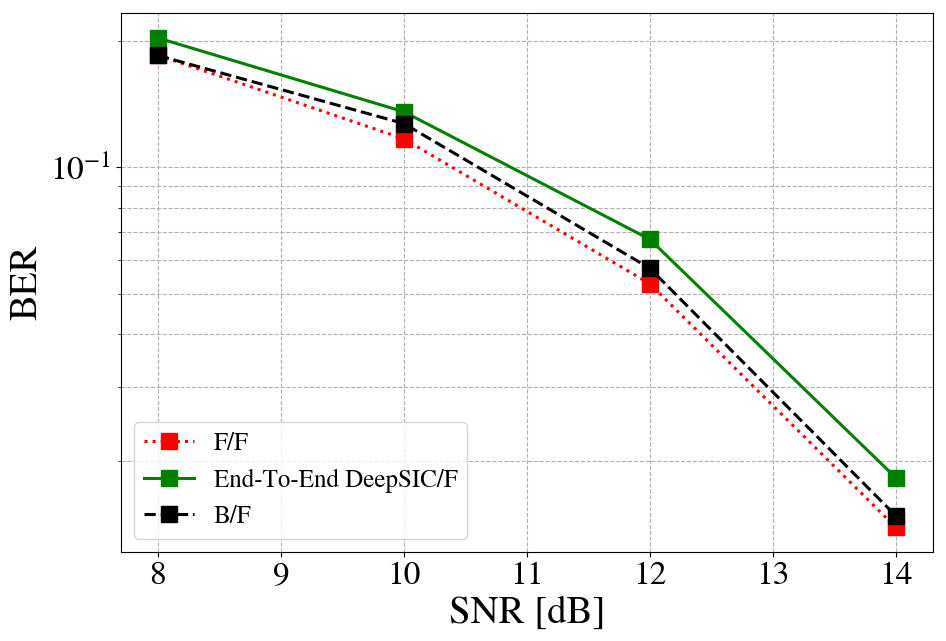 10⁻¹
BER
F/F
End-To-End DeepSIC/F
B/F
8 9 10 11 12 13 14
SNR [dB]